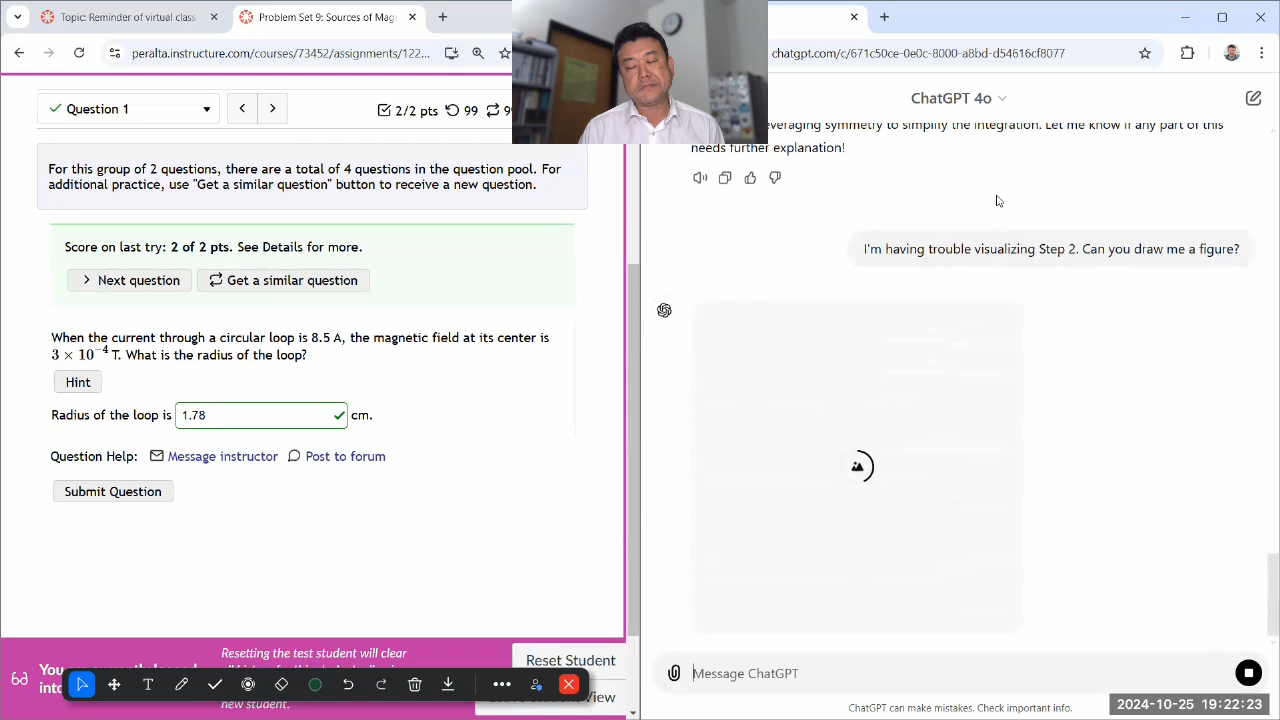 Topic: Reminder of virtual class
Problem Set 9: Sources of Mag
peralta.instructure.com/courses/73452/assignments/122
chatgpt.com/c/671c50ce-0e0c-8000-a8bd-d54616cf8077
Question 1
2/2 pts
99
For this group of 2 questions, there are a total of 4 questions in the question pool. For
additional practice, use "Get a similar question" button to receive a new question.
Score on last try: 2 of 2 pts. See Details for more.
Next question
Get a similar question
When the current through a circular loop is 8.5 A, the magnetic field at its center is
3 × 10⁻⁴ T. What is the radius of the loop?
Hint
Radius of the loop is 1.78 cm.
Question Help: Message instructor Post to forum
Submit Question
Resetting the test student will clear
new student.
Reset Student
View
ChatGPT 4o
everaging symmetry to simplify the integration. Let me know if any part of this
needs further explanation!
I'm having trouble visualizing Step 2. Can you draw me a figure?
Message ChatGPT
ChatGPT can make mistakes. Check important info.
2024-10-25 19:22:23